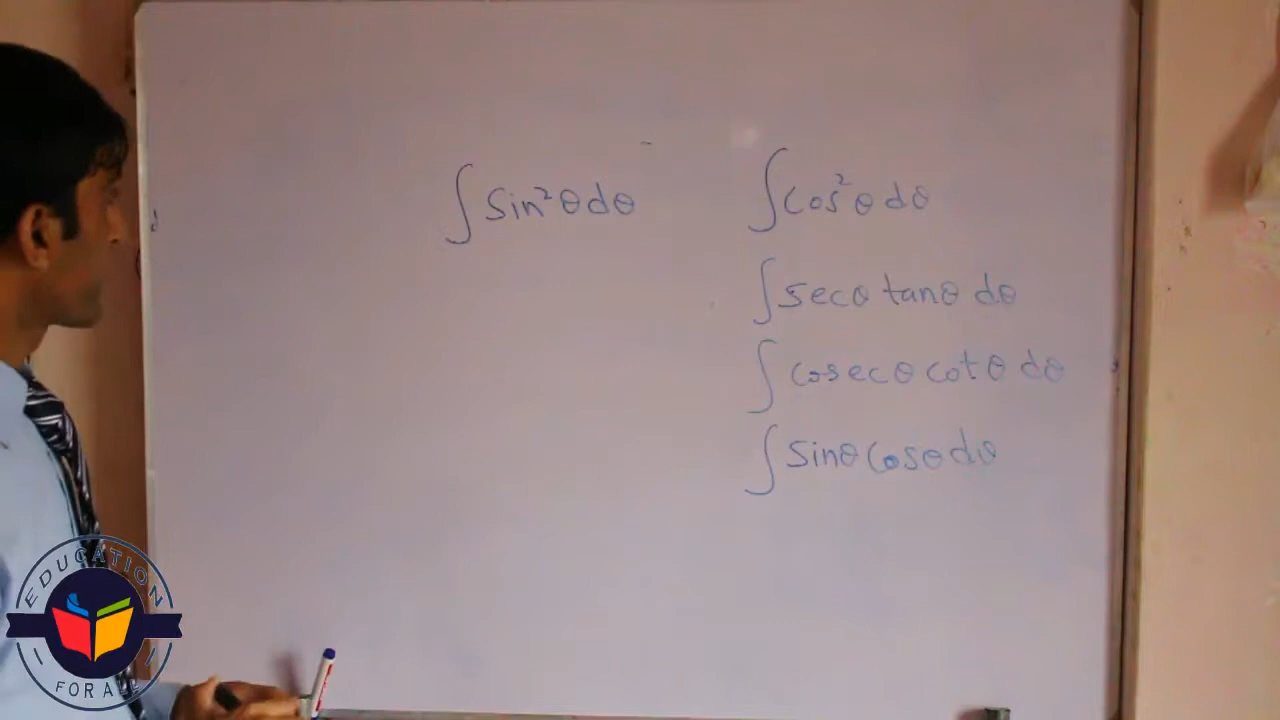 ∫ sin²θ dθ
∫ cos²θ dθ
∫ secθ tanθ dθ
∫ cosecθ cotθ dθ
∫ sinθ cosθ dθ
EDUCATION
FOR ALL